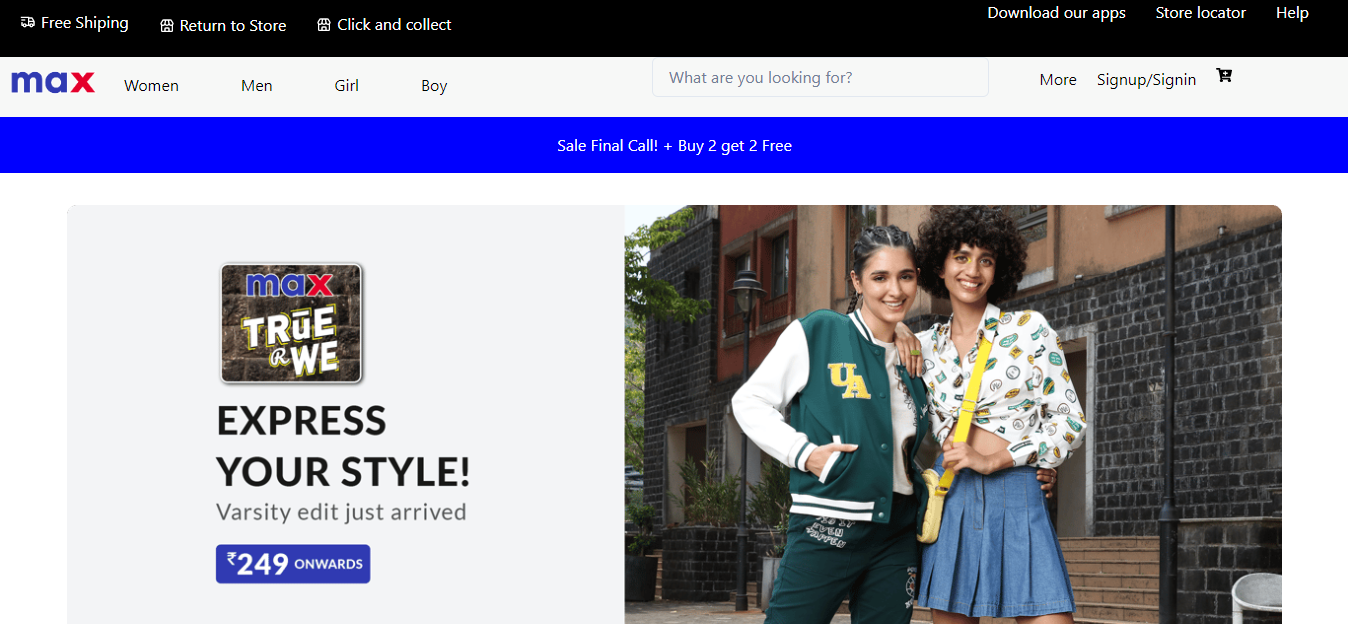 Free Shiping
Return to Store
Click and collect
Download our apps
Store locator
Help
max
Women
Men
Girl
Boy
What are you looking for?
More
Signup/Signin
Sale Final Call! + Buy 2 get 2 Free
max
TRūE
® WE
EXPRESS
YOUR STYLE!
Varsity edit just arrived
₹249 ONWARDS
UA